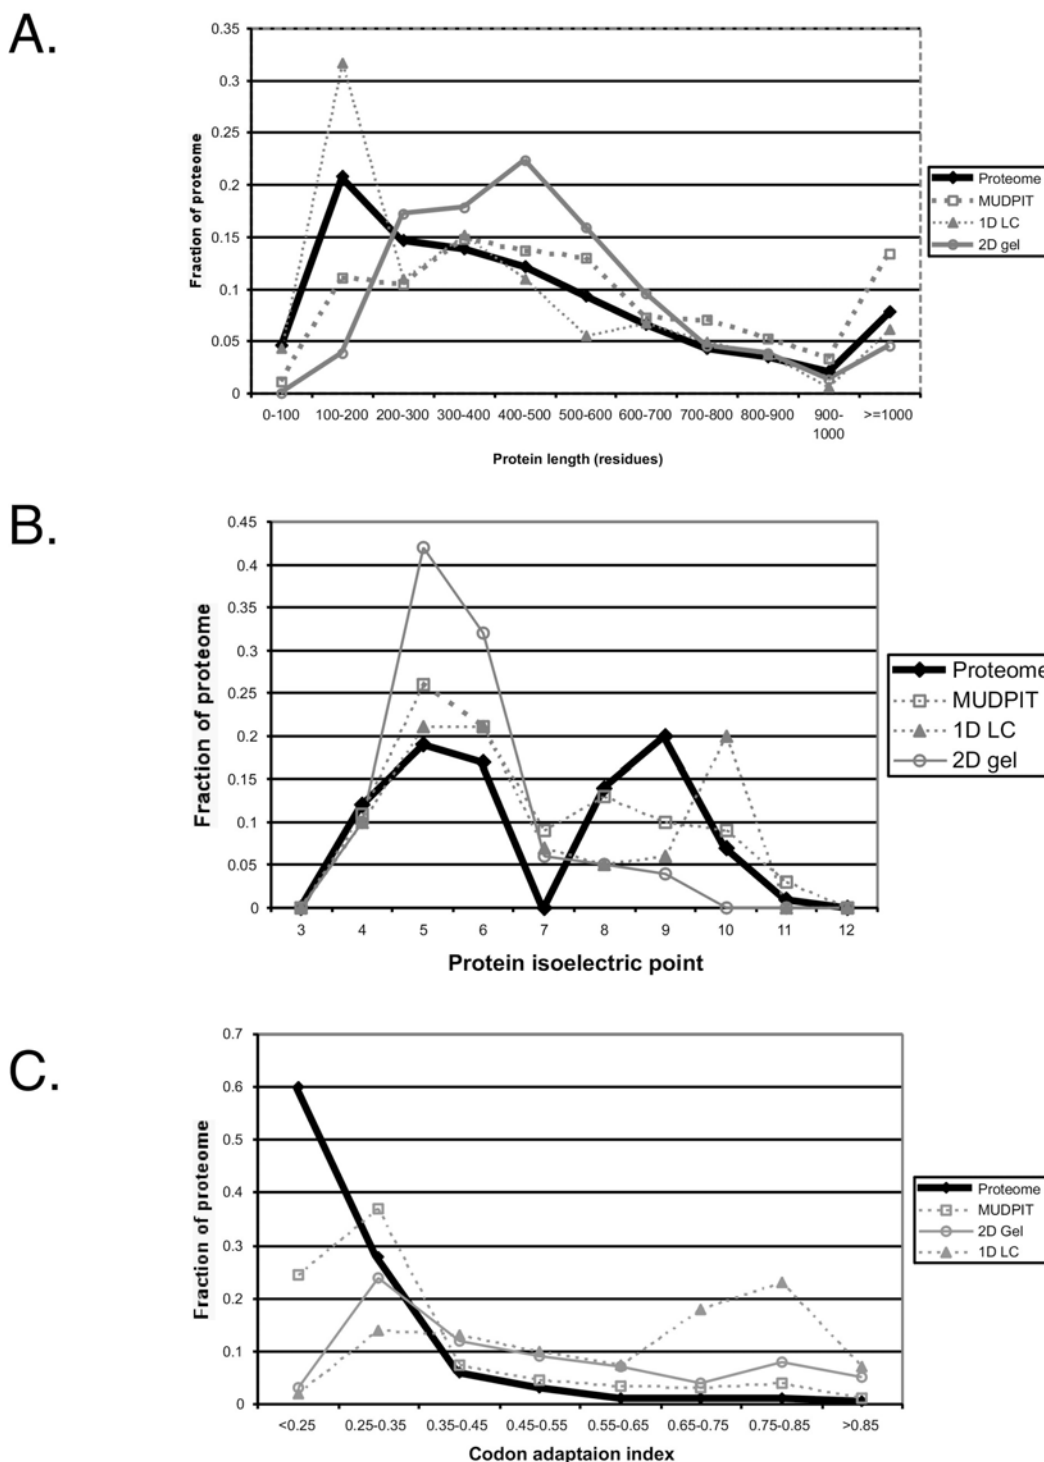 A.
0.35
0.3
0.25
0.2
0.15
0.1
0.05
0
Fraction of proteome
0-100 100-200 200-300 300-400 400-500 500-600 600-700 700-800 800-900 900-1000 >=1000
Protein length (residues)
Proteome
MUDPIT
1D LC
2D gel
B.
0.45
0.4
0.35
0.3
0.25
0.2
0.15
0.1
0.05
0
Fraction of proteome
3 4 5 6 7 8 9 10 11 12
Protein isoelectric point
Proteome
MUDPIT
1D LC
2D gel
C.
0.7
0.6
0.5
0.4
0.3
0.2
0.1
0
Fraction of proteome
<0.25 0.25-0.35 0.35-0.45 0.45-0.55 0.55-0.65 0.65-0.75 0.75-0.85 >0.85
Codon adaptaion index
Proteome
MUDPIT
2D Gel
1D LC